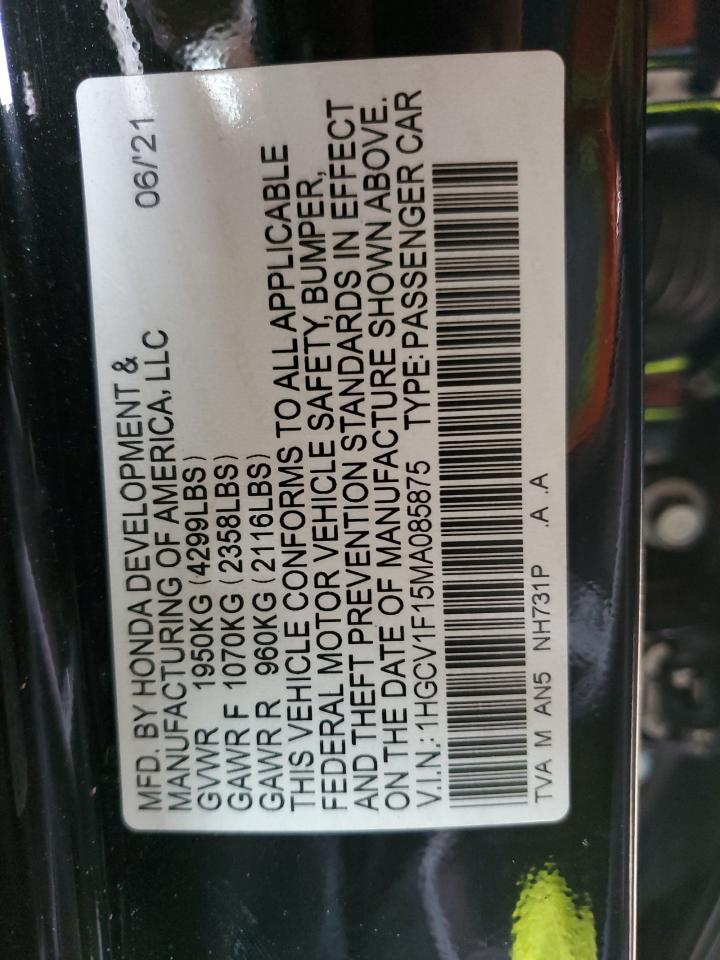 MFD. BY HONDA DEVELOPMENT &
MANUFACTURING OF AMERICA, LLC 06/'21
GVWR 1950KG (4299LBS)
GAWR F 1070KG (2358LBS)
GAWR R 960KG (2116LBS)
THIS VEHICLE CONFORMS TO ALL APPLICABLE
FEDERAL MOTOR VEHICLE SAFETY, BUMPER,
AND THEFT PREVENTION STANDARDS IN EFFECT
ON THE DATE OF MANUFACTURE SHOWN ABOVE.
V.I.N.: 1HGCV1F15MA085875 TYPE: PASSENGER CAR
TVA M AN5 NH731P .A .A